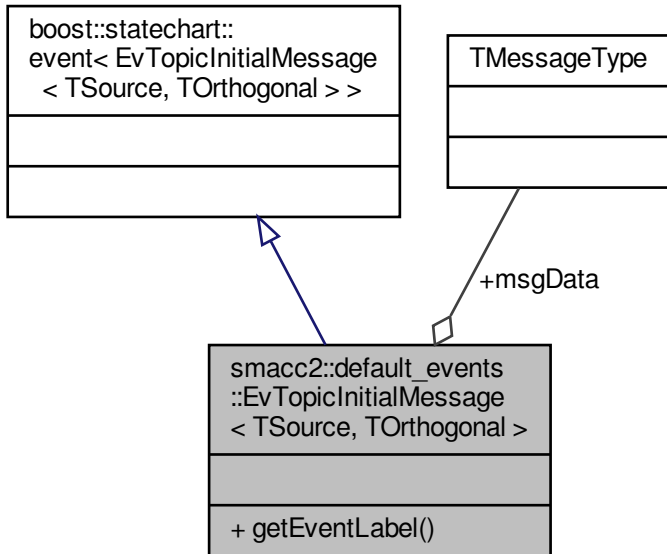 boost::statechart::
event< EvTopicInitialMessage
< TSource, TOrthogonal > >
TMessageType
+msgData
smacc2::default_events
::EvTopicInitialMessage
< TSource, TOrthogonal >
+ getEventLabel()